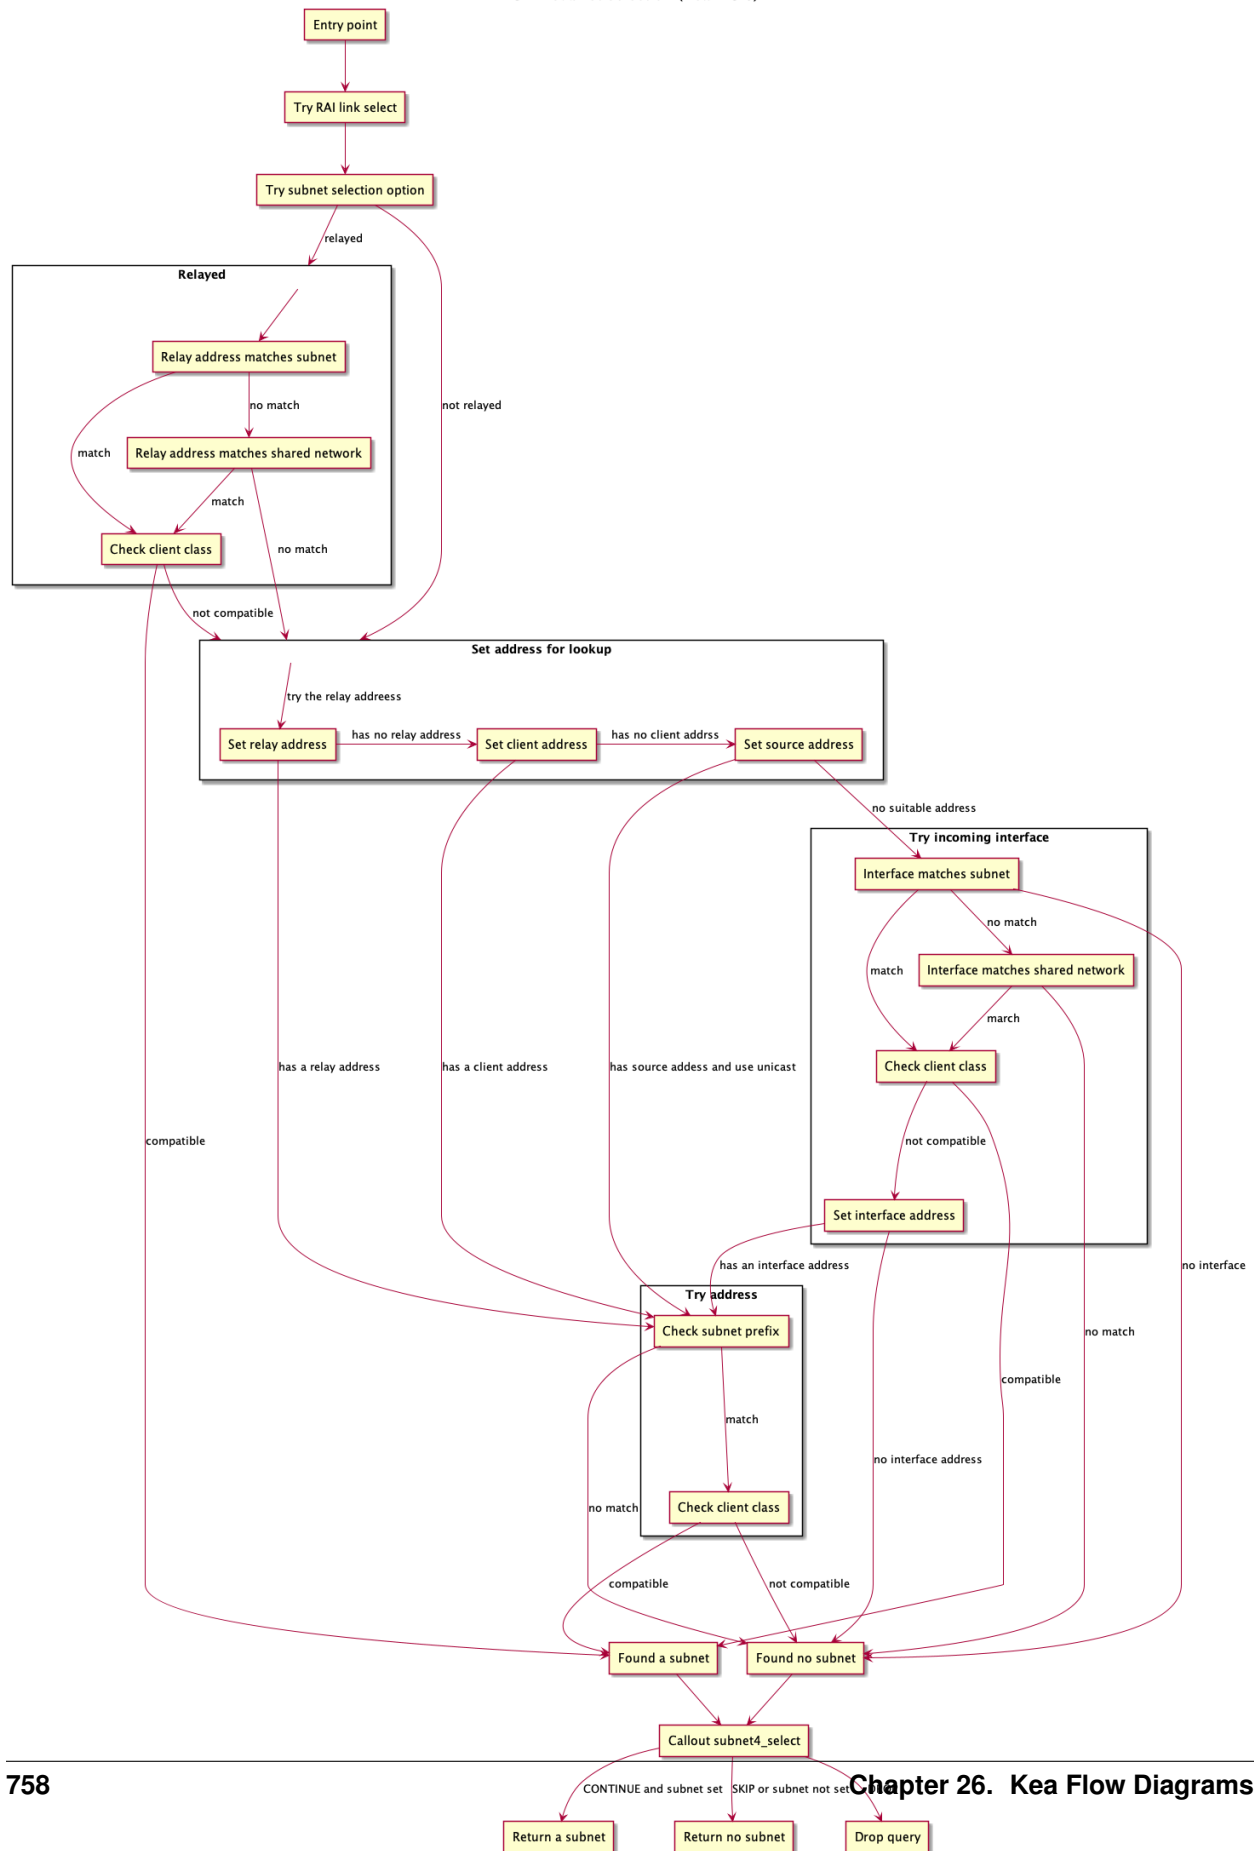 Entry point
Try RAI link select
Try subnet selection option
relayed
Relayed
Relay address matches subnet
no match
not relayed
match
Relay address matches shared network
match
no match
Check client class
not compatible
Set address for lookup
try the relay addreess
Set relay address
has no relay address
Set client address
has no client addrss
Set source address
no suitable address
Try incoming interface
Interface matches subnet
no match
match
Interface matches shared network
march
has a relay address
has a client address
has source addess and use unicast
Check client class
compatible
not compatible
Set interface address
has an interface address
no interface
Try address
Check subnet prefix
no match
compatible
match
no interface address
no match
Check client class
compatible
not compatible
Found a subnet
Found no subnet
Callout subnet4_select
758
CONTINUE and subnet set
SKIP or subnet not set
Chapter 26. Kea Flow Diagrams
Return a subnet
Return no subnet
Drop query